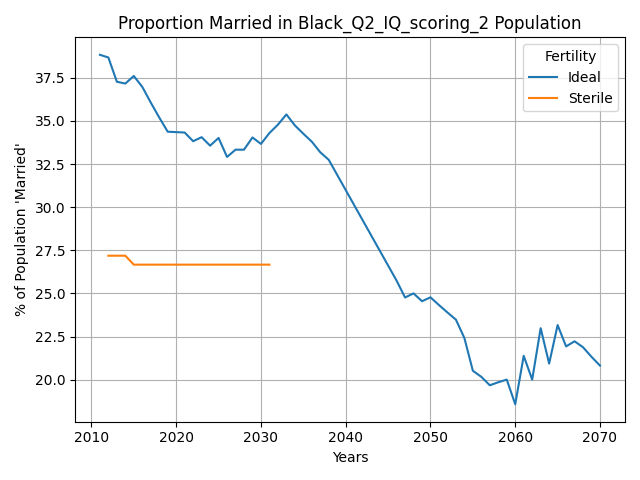 Proportion Married in Black_Q2_IQ_scoring_2 Population
Fertility
Ideal
Sterile
% of Population 'Married'
37.5
35.0
32.5
30.0
27.5
25.0
22.5
20.0
2010 2020 2030 2040 2050 2060 2070
Years